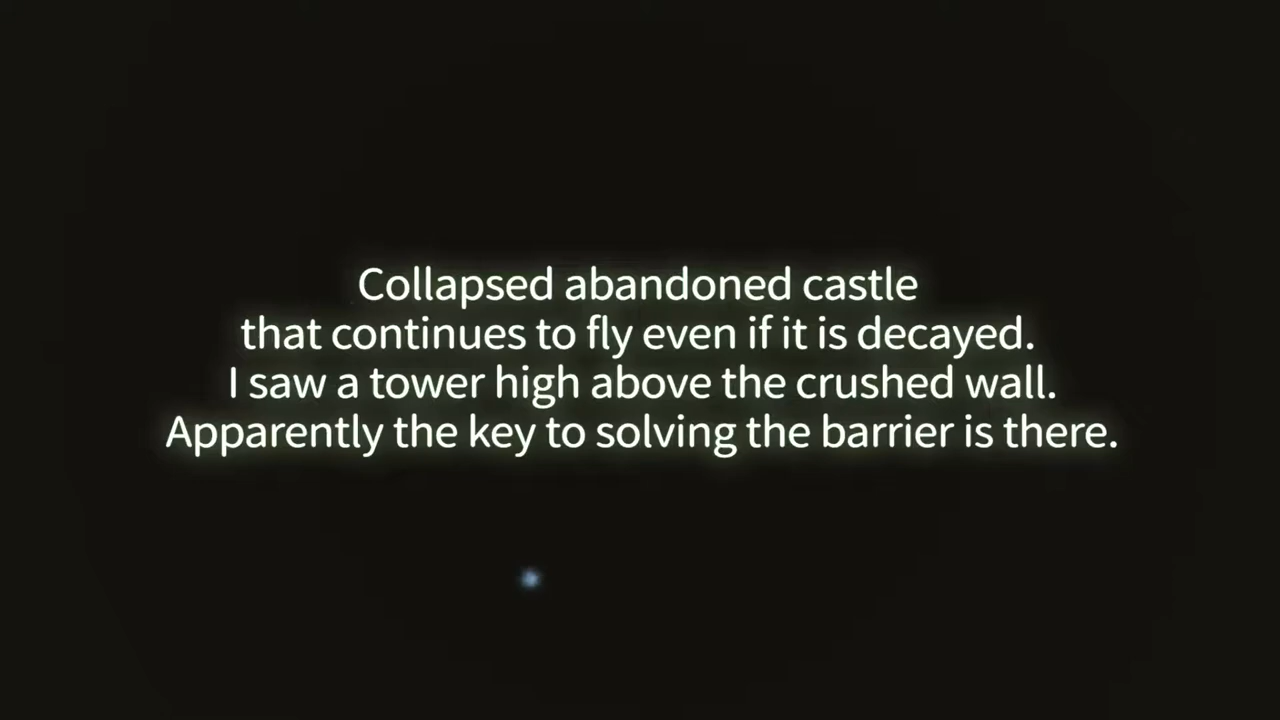 Collapsed abandoned castle
that continues to fly even if it is decayed.
I saw a tower high above the crushed wall.
Apparently the key to solving the barrier is there.